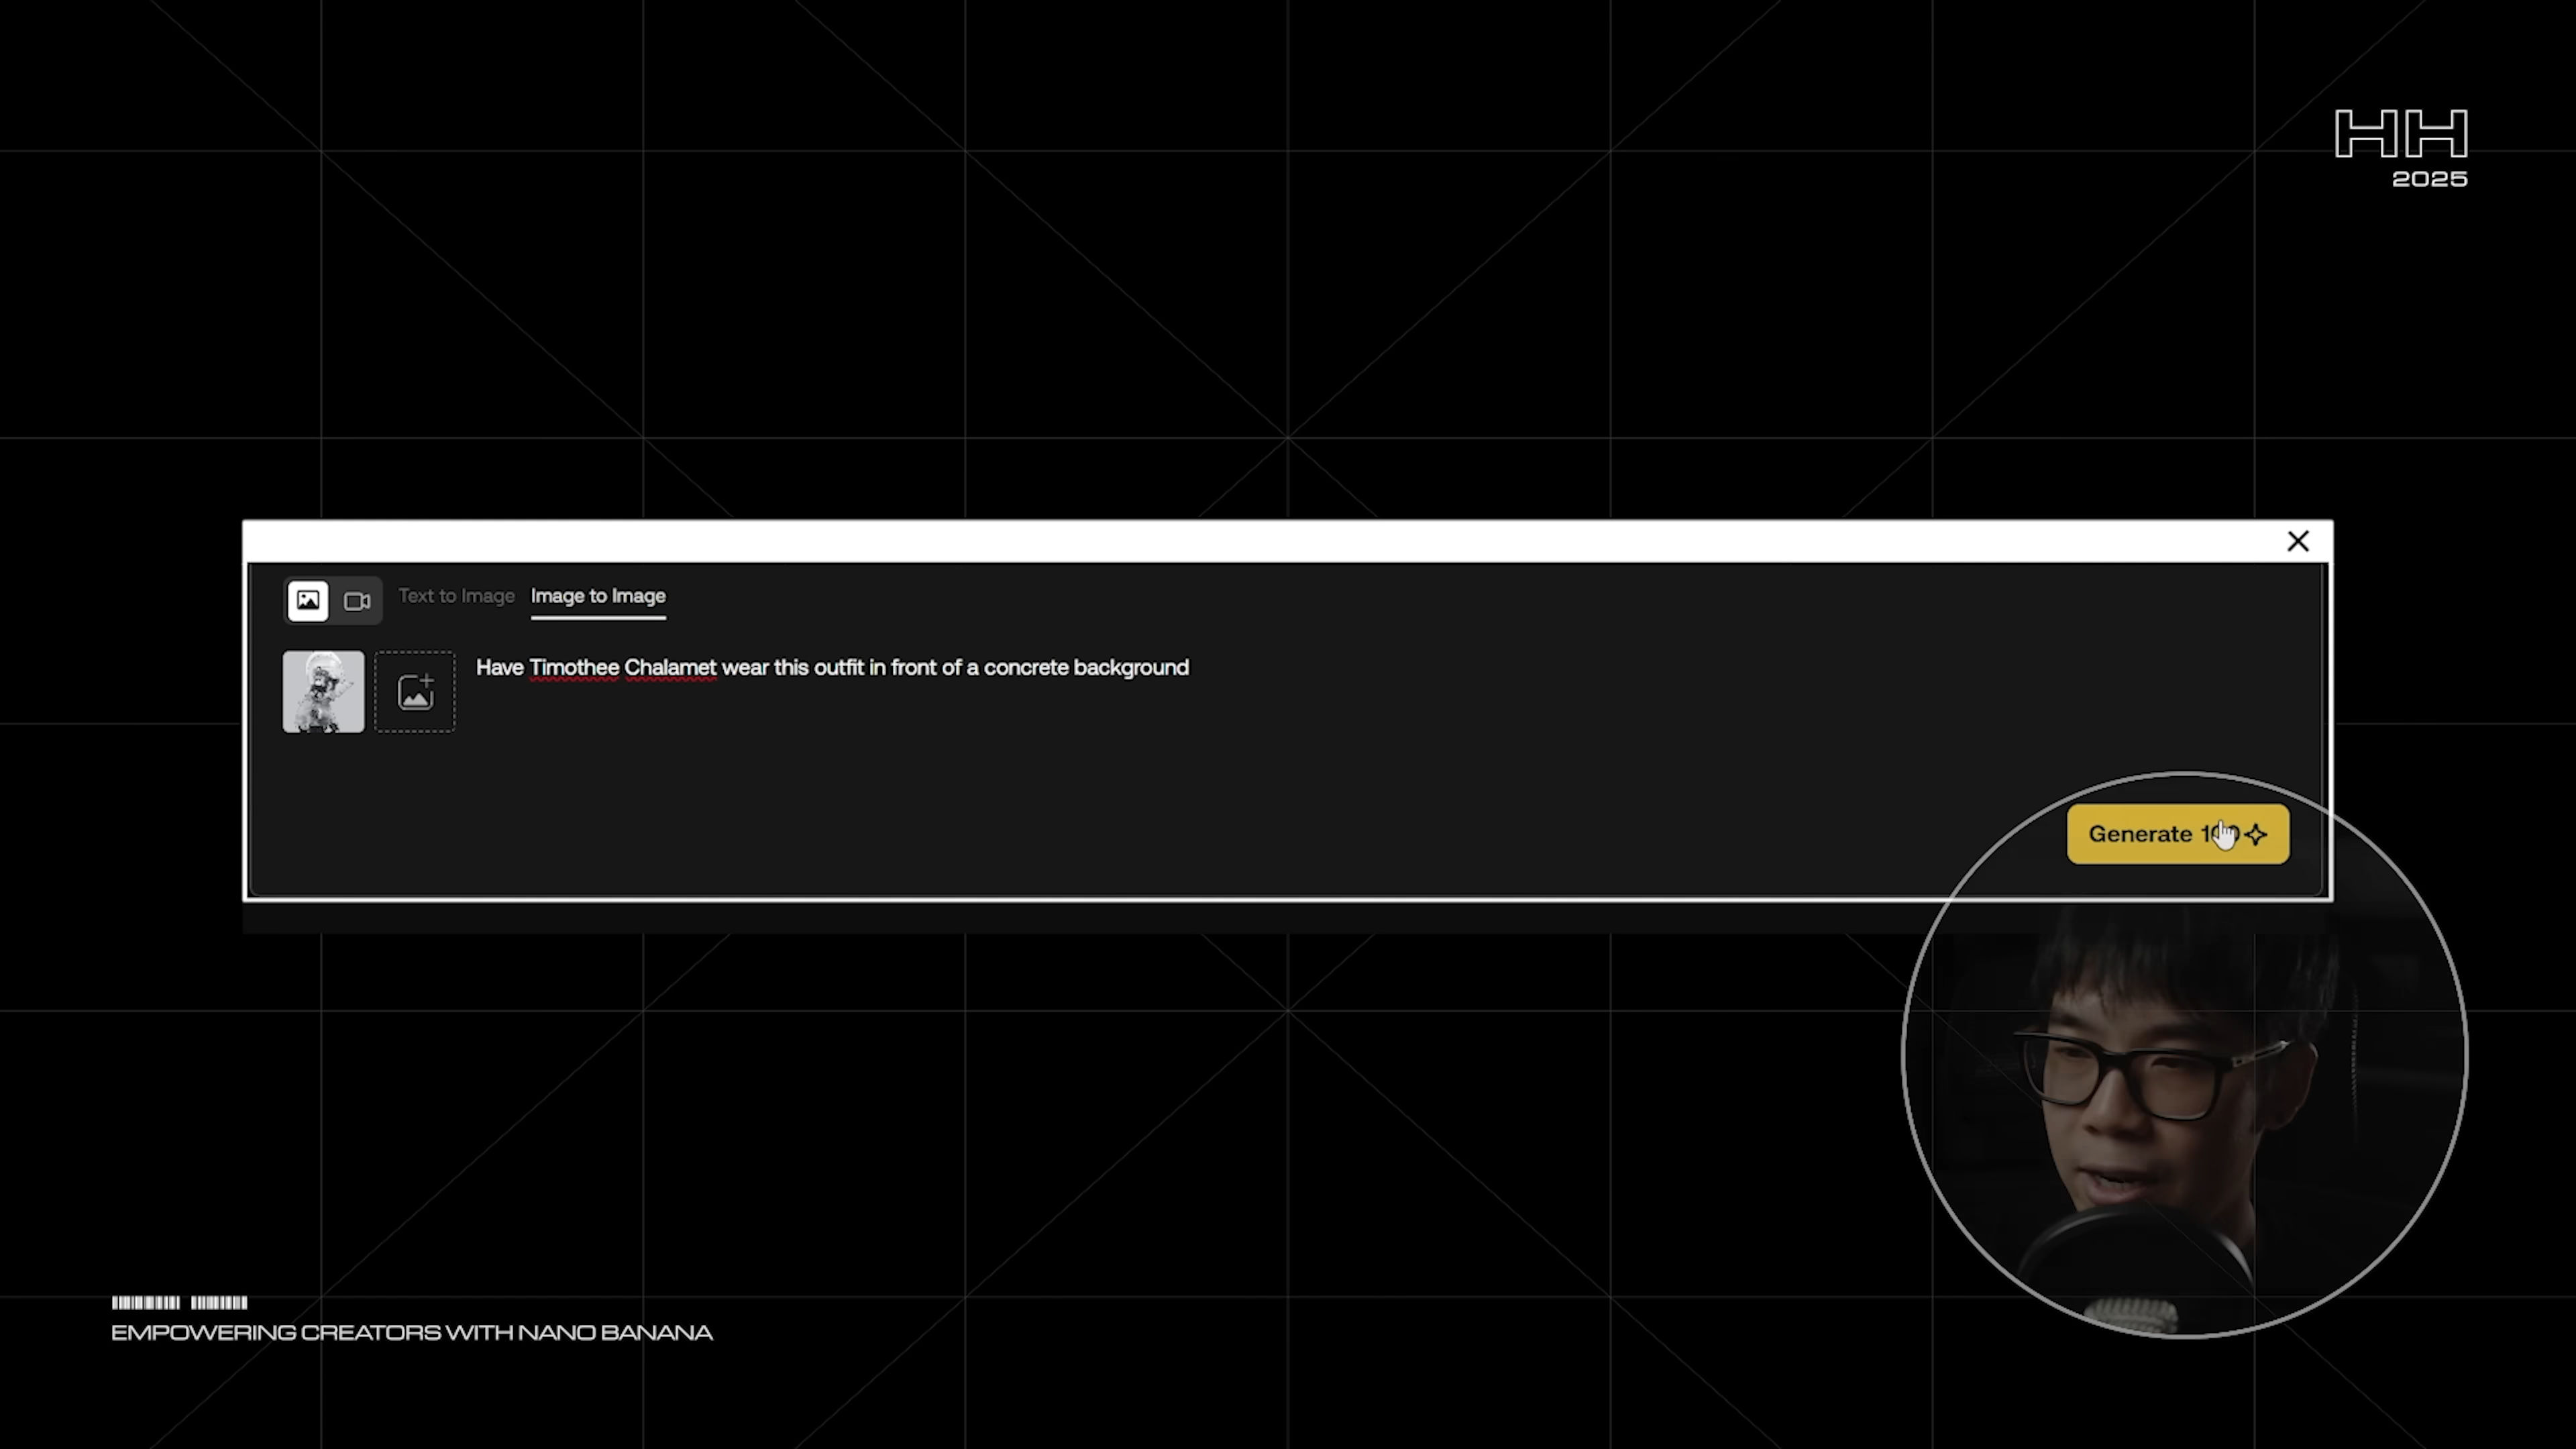 HH
2025
Text to Image
Image to Image
Have Timothee Chalamet wear this outfit in front of a concrete background
Generate
EMPOWERING CREATORS WITH NANO BANANA